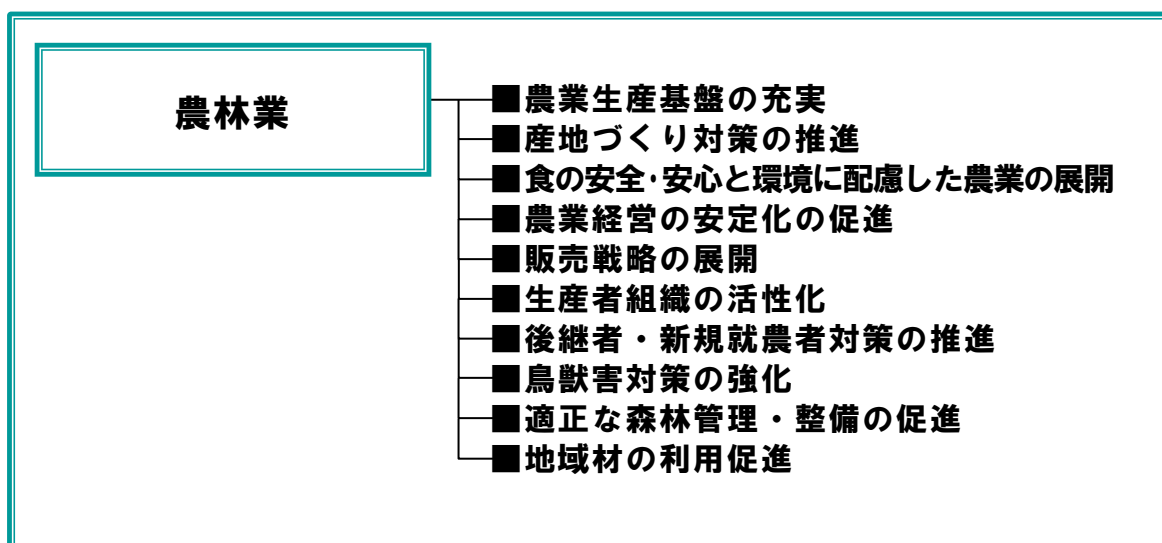 農林業
■農業生産基盤の充実
■産地づくり対策の推進
■食の安全･安心と環境に配慮した農業の展開
■農業経営の安定化の促進
■販売戦略の展開
■生産者組織の活性化
■後継者・新規就農者対策の推進
■鳥獣害対策の強化
■適正な森林管理・整備の促進
■地域材の利用促進